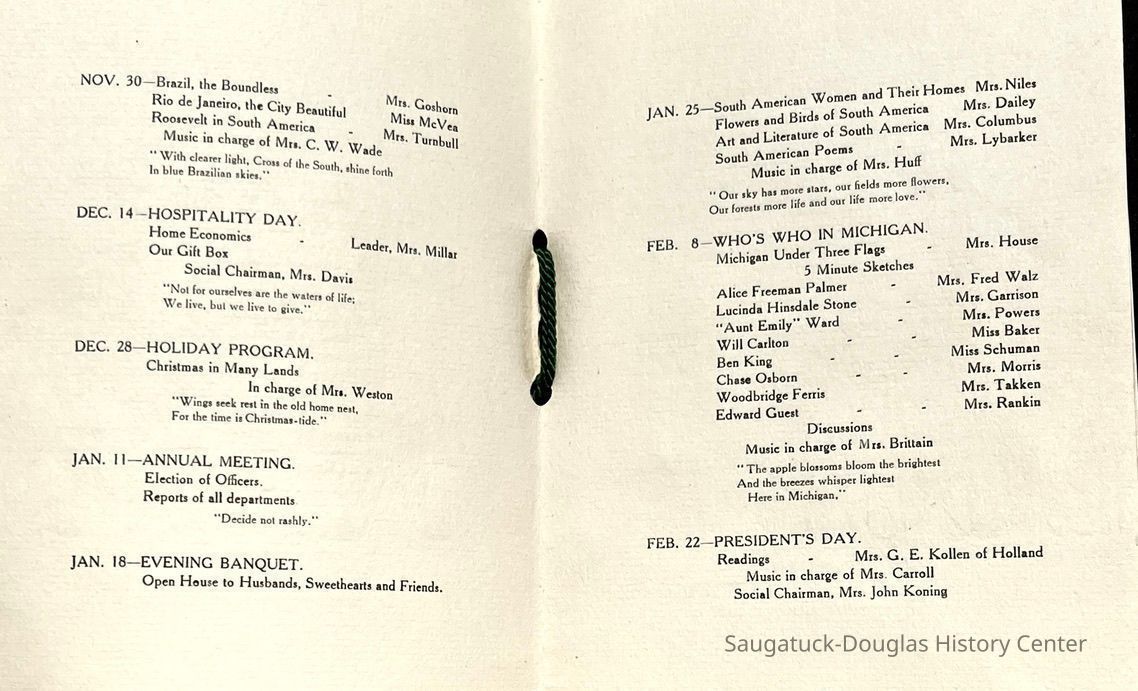 NOV. 30—Brazil, the Boundless - Mrs. Goshorn
Rio de Janeiro, the City Beautiful Miss McVea
Roosevelt in South America - Mrs. Turnbull
Music in charge of Mrs. C. W. Wade
"With clearer light, Cross of the South, shine forth
In blue Brazilian skies."
DEC. 14—HOSPITALITY DAY.
Home Economics - Leader, Mrs. Millar
Our Gift Box
Social Chairman, Mrs. Davis
"Not for ourselves are the waters of life;
We live, but we live to give."
DEC. 28—HOLIDAY PROGRAM.
Christmas in Many Lands
In charge of Mrs. Weston
"Wings seek rest in the old home nest,
For the time is Christmas-tide."
JAN. 11—ANNUAL MEETING.
Election of Officers.
Reports of all departments
"Decide not rashly."
JAN. 18—EVENING BANQUET.
Open House to Husbands, Sweethearts and Friends.
JAN. 25—South American Women and Their Homes Mrs. Niles
Flowers and Birds of South America Mrs. Dailey
Art and Literature of South America Mrs. Columbus
South American Poems - Mrs. Lybarker
Music in charge of Mrs. Huff
"Our sky has more stars, our fields more flowers,
Our forests more life and our life more love."
FEB. 8—WHO'S WHO IN MICHIGAN.
Michigan Under Three Flags - Mrs. House
5 Minute Sketches
Alice Freeman Palmer - Mrs. Fred Walz
Lucinda Hinsdale Stone - Mrs. Garrison
"Aunt Emily" Ward - Mrs. Powers
Will Carlton - - Miss Baker
Ben King - - Miss Schuman
Chase Osborn - - Mrs. Morris
Woodbridge Ferris - Mrs. Takken
Edward Guest - - Mrs. Rankin
Discussions
Music in charge of Mrs. Brittain
"The apple blossoms bloom the brightest
And the breezes whisper lightest
Here in Michigan,"
FEB. 22—PRESIDENT'S DAY.
Readings - Mrs. G. E. Kollen of Holland
Music in charge of Mrs. Carroll
Social Chairman, Mrs. John Koning
Saugatuck-Douglas History Center